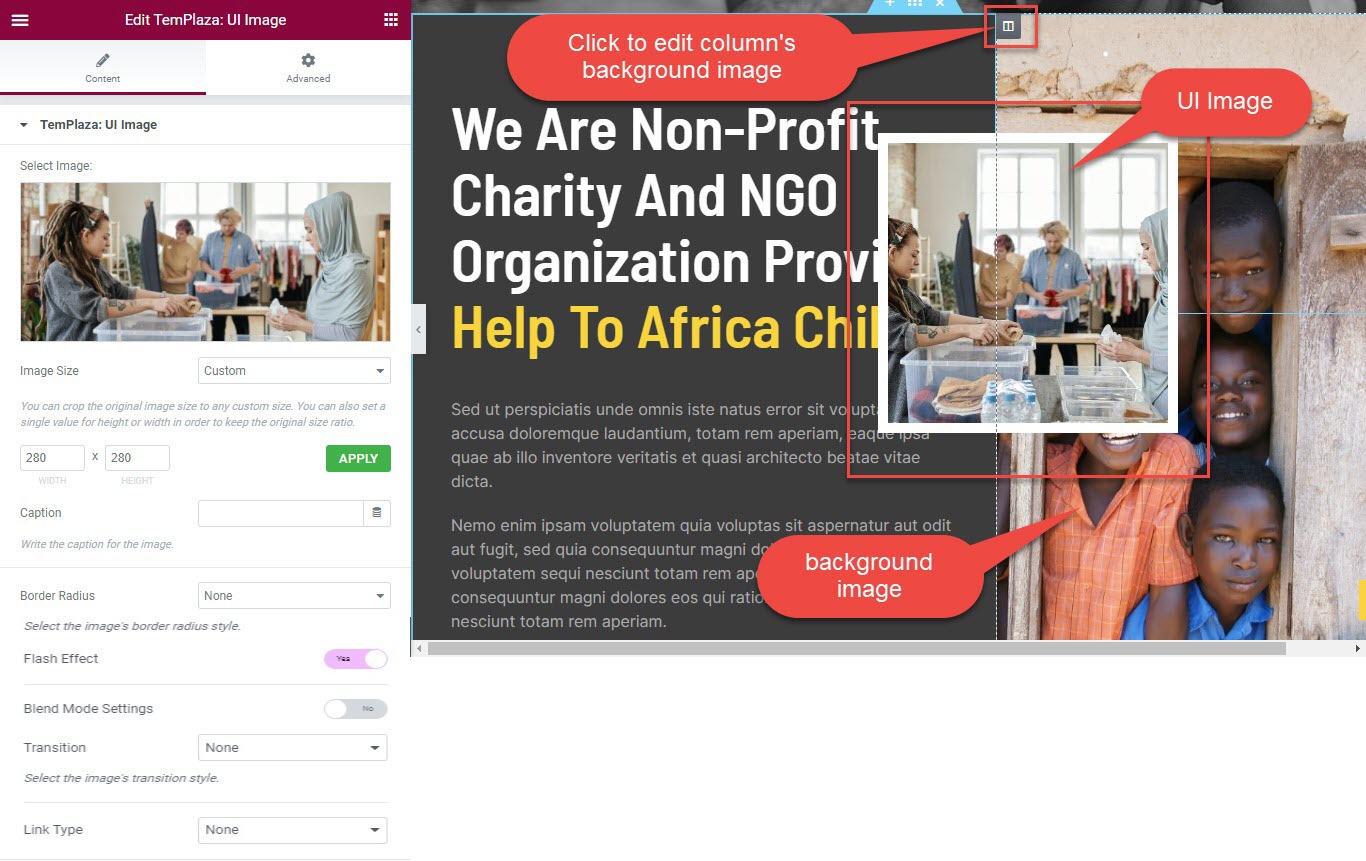 Edit TemPlaza: UI Image
Content
Advanced
TemPlaza: UI Image
Select Image:
Image Size
Custom
You can crop the original image size to any custom size. You can also set a
single value for height or width in order to keep the original size ratio.
280 x 280
APPLY
WIDTH
HEIGHT
Caption
Write the caption for the image.
Border Radius
None
Select the image's border radius style.
Flash Effect
Yes
Blend Mode Settings
No
Transition
None
Select the image's transition style.
Link Type
None
Click to edit column's
background image
UI Image
We Are Non-Profit
Charity And NGO
Organization Provi
Help To Africa Chil
Sed ut perspiciatis unde omnis iste natus error sit volupta
accusa doloremque laudantium, totam rem aperiam, eaque ipsa
quae ab illo inventore veritatis et quasi architecto beatae vitae
dicta.
Nemo enim ipsam voluptatem quia voluptas sit aspernatur aut odit
aut fugit, sed quia consequuntur magni do
voluptatem sequi nesciunt totam rem ape
consequuntur magni dolores eos qui ratio
nesciunt totam rem aperiam.
background
image